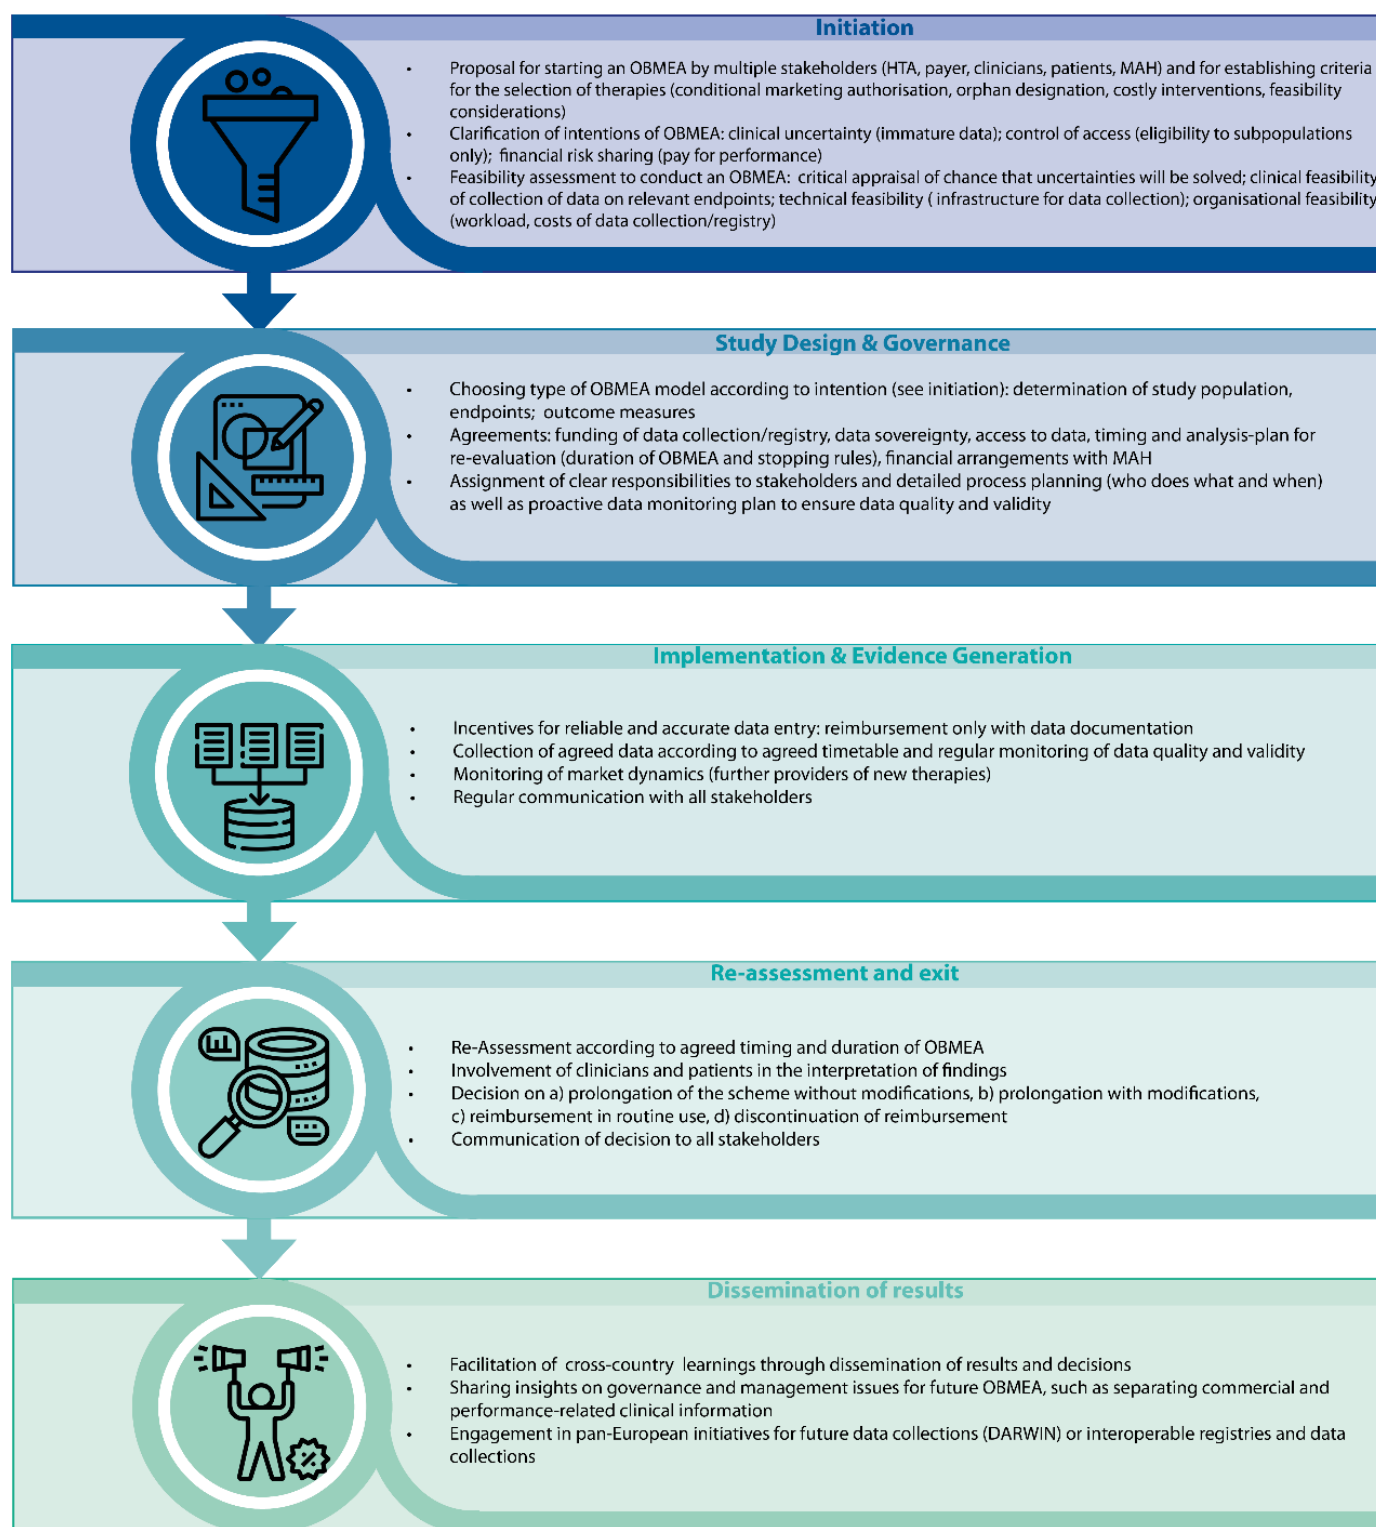 Initiation
• Proposal for starting an OBMEA by multiple stakeholders (HTA, payer, clinicians, patients, MAH) and for establishing criteria
for the selection of therapies (conditional marketing authorisation, orphan designation, costly interventions, feasibility
considerations)
• Clarification of intentions of OBMEA: clinical uncertainty (immature data); control of access (eligibility to subpopulations
only); financial risk sharing (pay for performance)
• Feasibility assessment to conduct an OBMEA: critical appraisal of chance that uncertainties will be solved; clinical feasibility
of collection of data on relevant endpoints; technical feasibility ( infrastructure for data collection); organisational feasibility
(workload, costs of data collection/registry)
Study Design & Governance
• Choosing type of OBMEA model according to intention (see initiation): determination of study population,
endpoints; outcome measures
• Agreements: funding of data collection/registry, data sovereignty, access to data, timing and analysis-plan for
re-evaluation (duration of OBMEA and stopping rules), financial arrangements with MAH
• Assignment of clear responsibilities to stakeholders and detailed process planning (who does what and when)
as well as proactive data monitoring plan to ensure data quality and validity
Implementation & Evidence Generation
• Incentives for reliable and accurate data entry: reimbursement only with data documentation
• Collection of agreed data according to agreed timetable and regular monitoring of data quality and validity
• Monitoring of market dynamics (further providers of new therapies)
• Regular communication with all stakeholders
Re-assessment and exit
• Re-Assessment according to agreed timing and duration of OBMEA
• Involvement of clinicians and patients in the interpretation of findings
• Decision on a) prolongation of the scheme without modifications, b) prolongation with modifications,
c) reimbursement in routine use, d) discontinuation of reimbursement
• Communication of decision to all stakeholders
Dissemination of results
• Facilitation of cross-country learnings through dissemination of results and decisions
• Sharing insights on governance and management issues for future OBMEA, such as separating commercial and
performance-related clinical information
• Engagement in pan-European initiatives for future data collections (DARWIN) or interoperable registries and data
collections